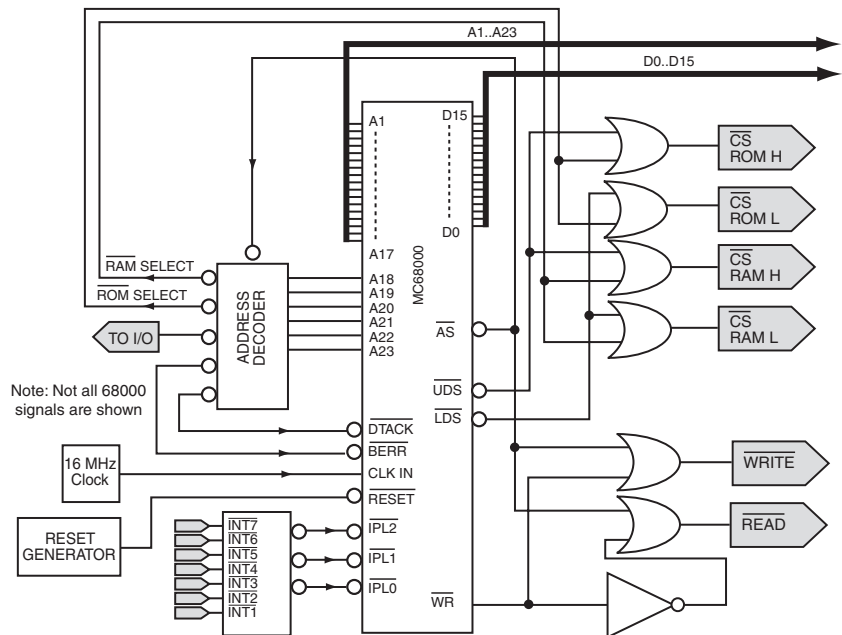 A1..A23
D0..D15
A1
A17
A18
A19
A20
A21
A22
A23
D15
D0
MC68000
RAM SELECT
ROM SELECT
TO I/O
ADDRESS
DECODER
Note: Not all 68000
signals are shown
16 MHz
Clock
RESET
GENERATOR
DTACK
BERR
CLK IN
RESET
INT7
INT6
INT5
INT4
INT3
INT2
INT1
IPL2
IPL1
IPL0
AS
UDS
LDS
WR
CS
ROM H
CS
ROM L
CS
RAM H
CS
RAM L
WRITE
READ